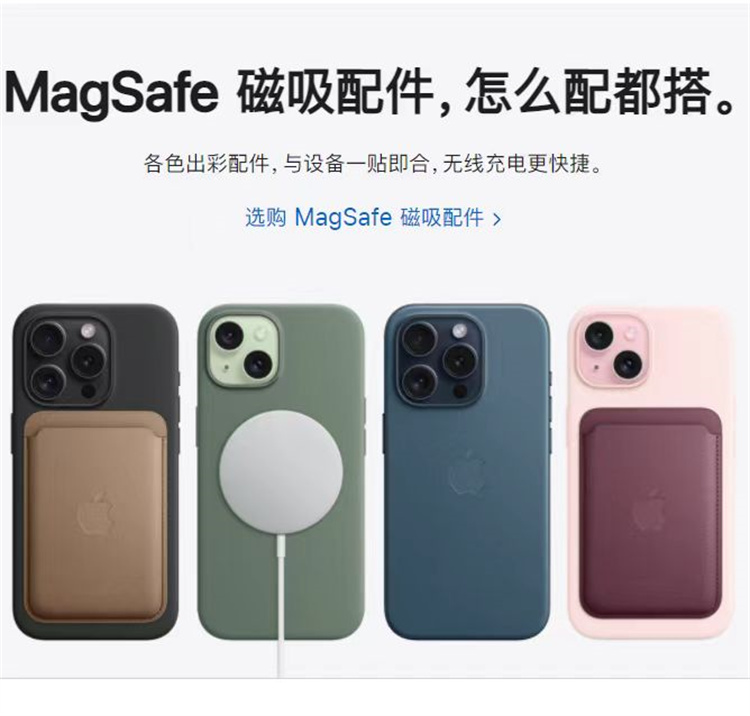 MagSafe 磁吸配件，怎么配都搭。
各色出彩配件，与设备一贴即合，无线充电更快捷。
选购 MagSafe 磁吸配件 >